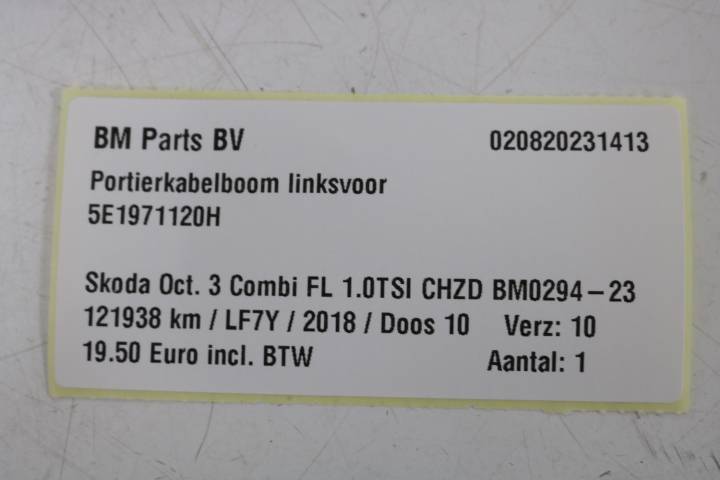 BM Parts BV 020820231413
Portierkabelboom linksvoor
5E1971120H
Skoda Oct. 3 Combi FL 1.0TSI CHZD BM0294-23
121938 km / LF7Y / 2018 / Doos 10 Verz: 10
19.50 Euro incl. BTW Aantal: 1